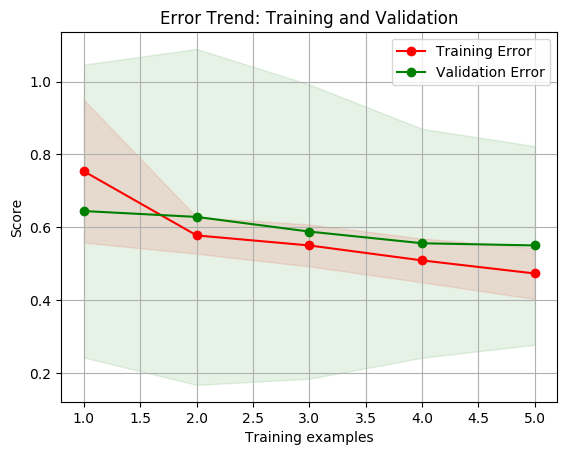 Error Trend: Training and Validation
Training Error
Validation Error
Score
1.0
0.8
0.6
0.4
0.2
1.0 1.5 2.0 2.5 3.0 3.5 4.0 4.5 5.0
Training examples